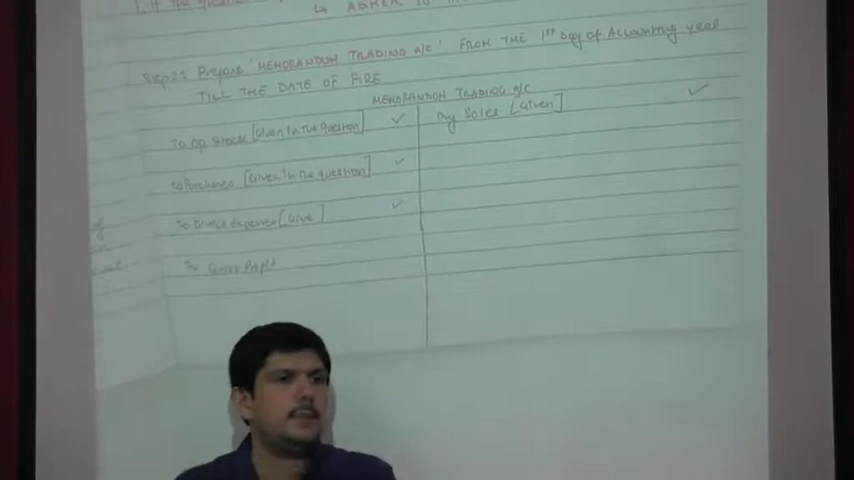 Step 2: Prepare 'MEMORANDUM TRADING A/c' FROM THE 1st Day of Accounting year
TILL THE DATE OF FIRE
MEMORANDUM TRADING A/c
To Op Stock [Given In the question] ✓
By Sales [Given] ✓
To Purchases [Given In the question] ✓
To Direct Expenses [Give] ✓
To Gross Profit